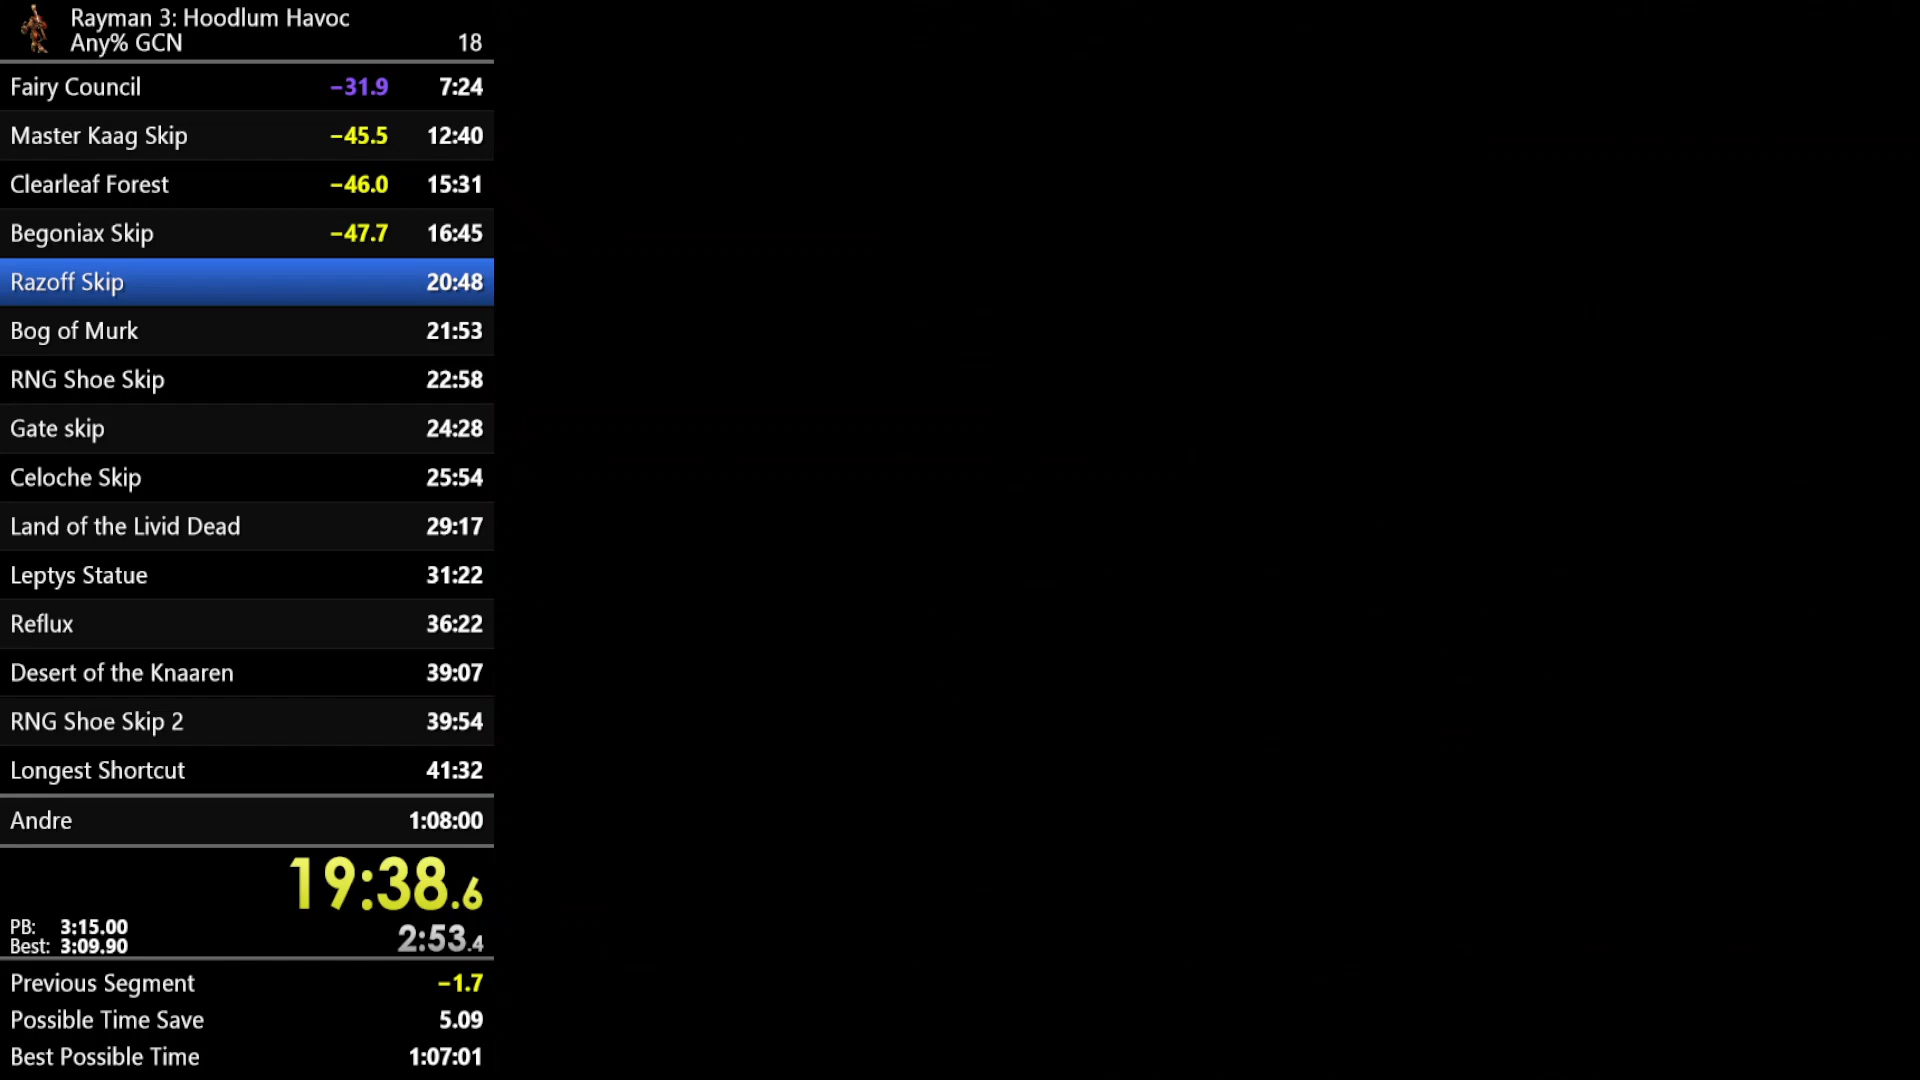 Rayman 3: Hoodlum Havoc
Any% GCN 18
Fairy Council −31.9 7:24
Master Kaag Skip −45.5 12:40
Clearleaf Forest −46.0 15:31
Begoniax Skip −47.7 16:45
Razoff Skip 20:48
Bog of Murk 21:53
RNG Shoe Skip 22:58
Gate skip 24:28
Celoche Skip 25:54
Land of the Livid Dead 29:17
Leptys Statue 31:22
Reflux 36:22
Desert of the Knaaren 39:07
RNG Shoe Skip 2 39:54
Longest Shortcut 41:32
Andre 1:08:00
19:38.6
PB: 3:15.00
Best: 3:09.90 2:53.4
Previous Segment −1.7
Possible Time Save 5.09
Best Possible Time 1:07:01